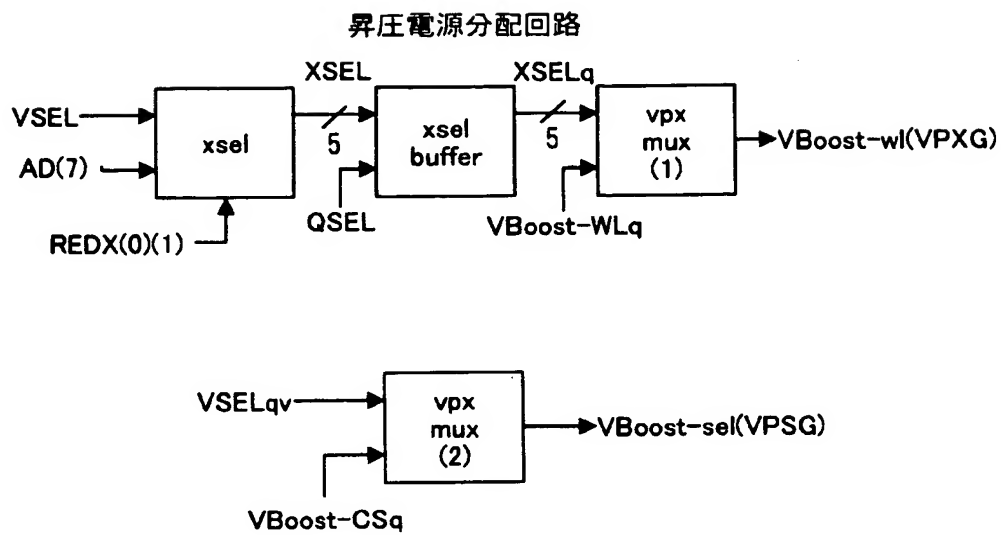 昇圧電源分配回路
XSEL
XSELq
VSEL
AD(7)
REDX(0)(1)
xsel
5
xsel
buffer
QSEL
5
vpx
mux
(1)
VBoost-WLq
VBoost-wl(VPXG)
VSELqv
VBoost-CSq
vpx
mux
(2)
VBoost-sel(VPSG)